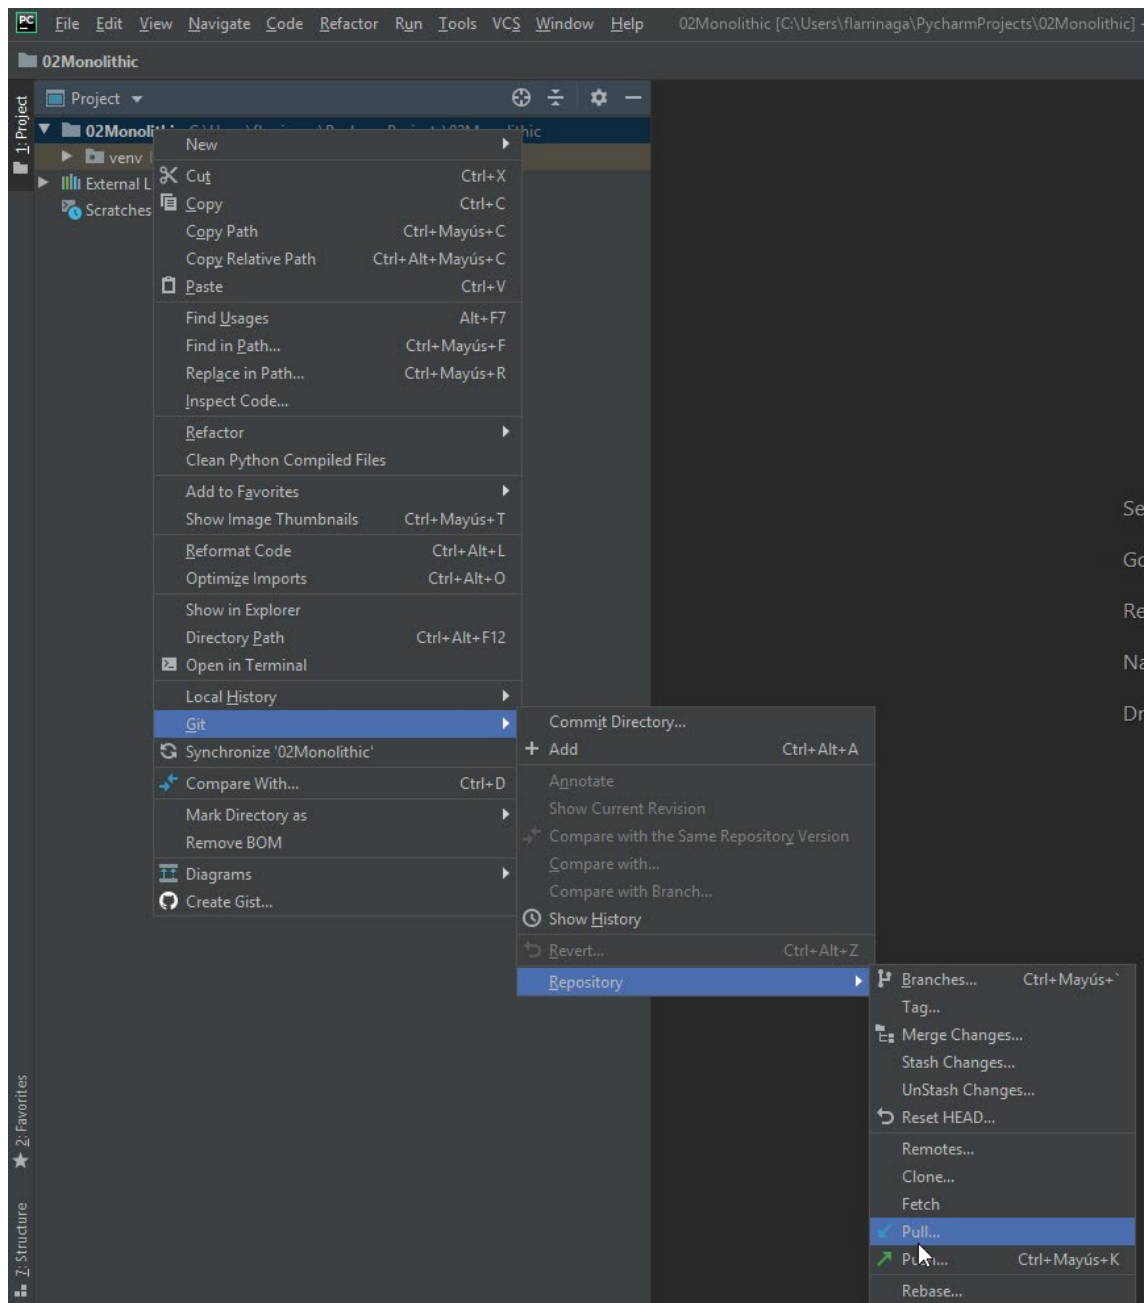 PC File Edit View Navigate Code Refactor Run Tools VCS Window Help 02Monolithic [C:\Users\flarrinaga\PycharmProjects\02Monolithic] -
02Monolithic
1: Project
Project
02Monolithic
venv
External L
Scratches
New
Cut Ctrl+X
Copy Ctrl+C
Copy Path Ctrl+Mayús+C
Copy Relative Path Ctrl+Alt+Mayús+C
Paste Ctrl+V
Find Usages Alt+F7
Find in Path... Ctrl+Mayús+F
Replace in Path... Ctrl+Mayús+R
Inspect Code...
Refactor
Clean Python Compiled Files
Add to Favorites
Show Image Thumbnails Ctrl+Mayús+T
Reformat Code Ctrl+Alt+L
Optimize Imports Ctrl+Alt+O
Show in Explorer
Directory Path Ctrl+Alt+F12
Open in Terminal
Local History
Git
Synchronize '02Monolithic'
Compare With... Ctrl+D
Mark Directory as
Remove BOM
Diagrams
Create Gist...
Commit Directory...
Add Ctrl+Alt+A
Annotate
Show Current Revision
Compare with the Same Repository Version
Compare with...
Compare with Branch...
Show History
Revert... Ctrl+Alt+Z
Repository
Branches... Ctrl+Mayús+`
Tag...
Merge Changes...
Stash Changes...
UnStash Changes...
Reset HEAD...
Remotes...
Clone...
Fetch
Pull...
Push... Ctrl+Mayús+K
Rebase...
Se
Go
Re
Na
Dr
2: Favorites
7: Structure